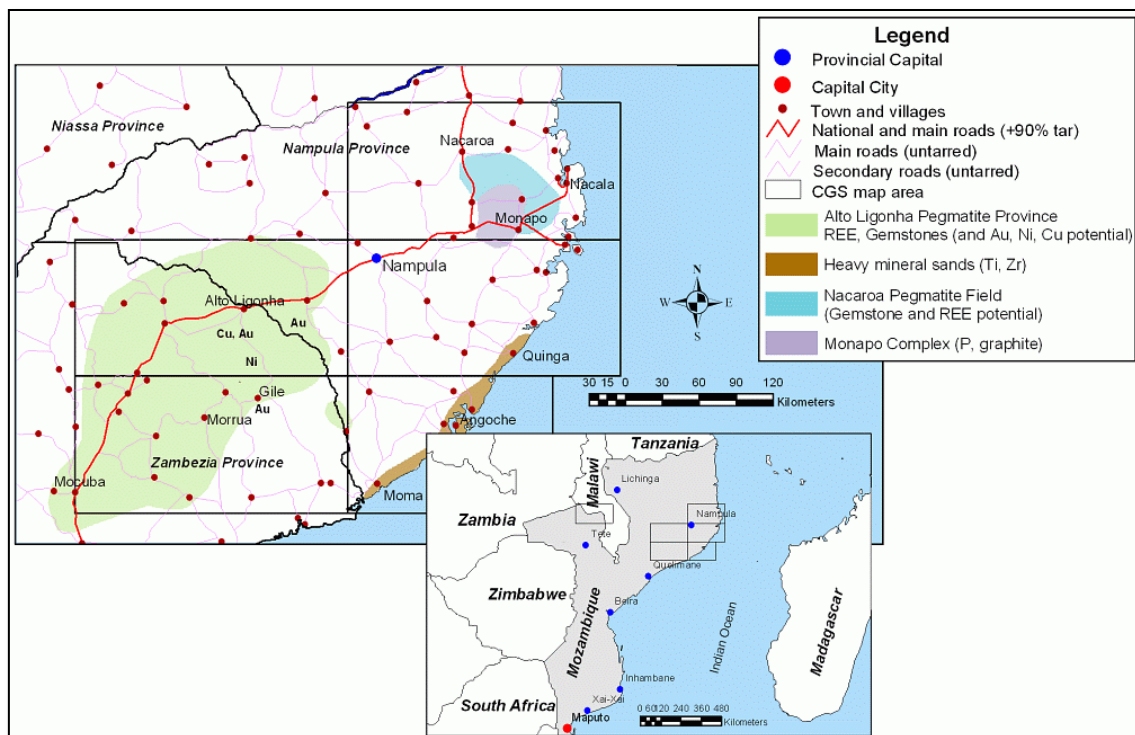 Legend
Provincial Capital
Capital City
Town and villages
National and main roads (+90% tar)
Main roads (untarred)
Secondary roads (untarred)
CGS map area
Alto Ligonha Pegmatite Province
REE, Gemstones (and Au, Ni, Cu potential)
Heavy mineral sands (Ti, Zr)
Nacaroa Pegmatite Field
(Gemstone and REE potential)
Monapo Complex (P, graphite)
Niassa Province
Nampula Province
Nacaroa
Nacala
Monapo
Nampula
Alto Ligonha
Au
Cu, Au
Ni
Quinga
Gile
Au
Morrua
Angoche
Zambezia Province
Mocuba
Moma
N
W E
S
30 15 0 30 60 90 120
Kilometers
Tanzania
Malawi
Lichinga
Zambia
Nampula
Tete
Quelimane
Zimbabwe
Beira
Mozambique
Indian Ocean
Madagascar
Inhambane
South Africa
Xai-Xai
Maputo
0 60 120 240 360 480
Kilometers